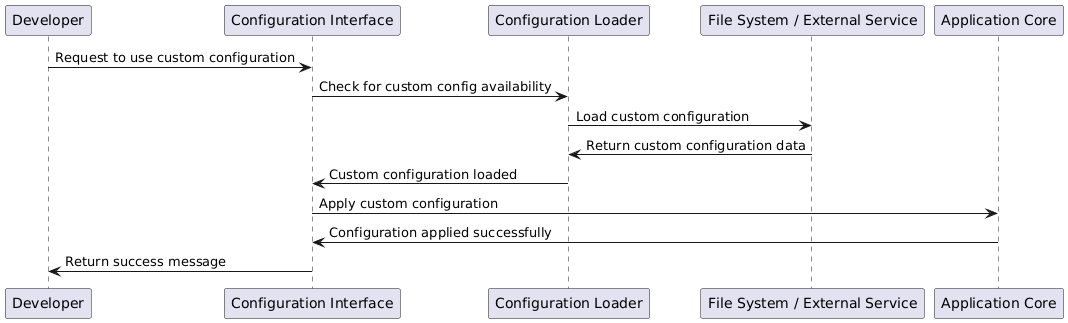 Developer
Configuration Interface
Configuration Loader
File System / External Service
Application Core
Request to use custom configuration
Check for custom config availability
Load custom configuration
Return custom configuration data
Custom configuration loaded
Apply custom configuration
Configuration applied successfully
Return success message
Developer
Configuration Interface
Configuration Loader
File System / External Service
Application Core